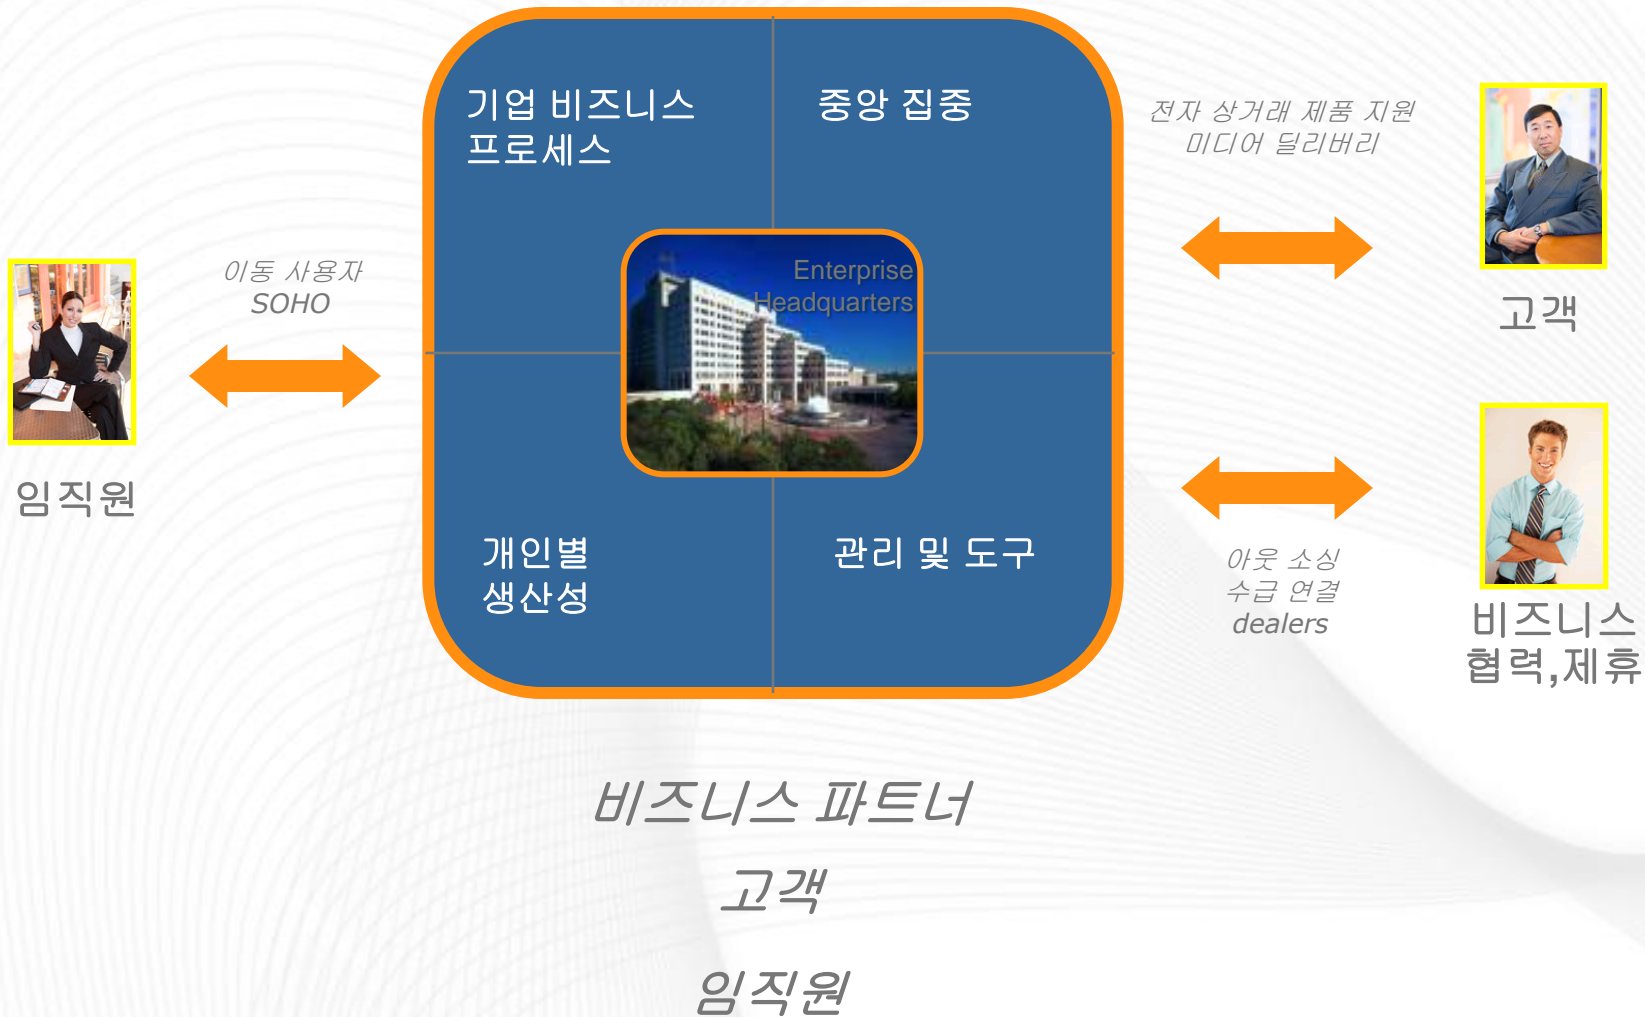 기업 비즈니스
프로세스
중앙 집중
전자 상거래 제품 지원
미디어 딜리버리
고객
이동 사용자
SOHO
임직원
Enterprise
Headquarters
개인별
생산성
관리 및 도구
아웃 소싱
수급 연결
dealers
비즈니스
협력,제휴
비즈니스 파트너
고객
임직원